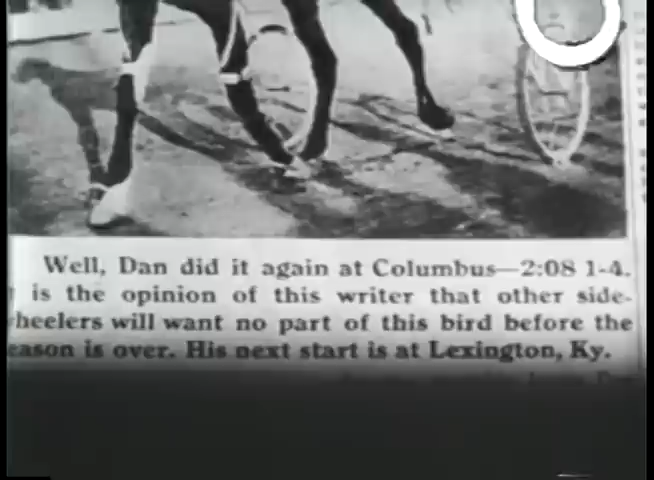 Well, Dan did it again at Columbus—2:08 1-4.
is the opinion of this writer that other side-
heelers will want no part of this bird before the
eason is over. His next start is at Lexington, Ky.